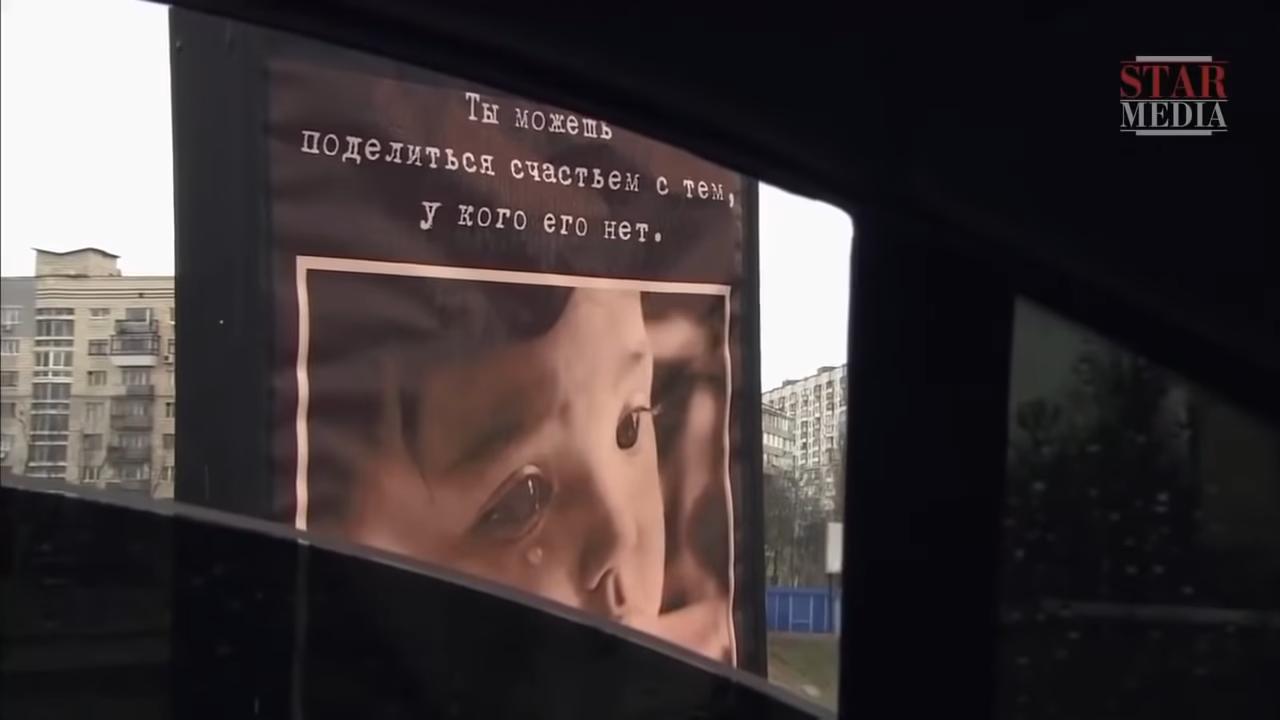 Ты можешь
поделиться счастьем с тем,
у кого его нет.
STAR
MEDIA